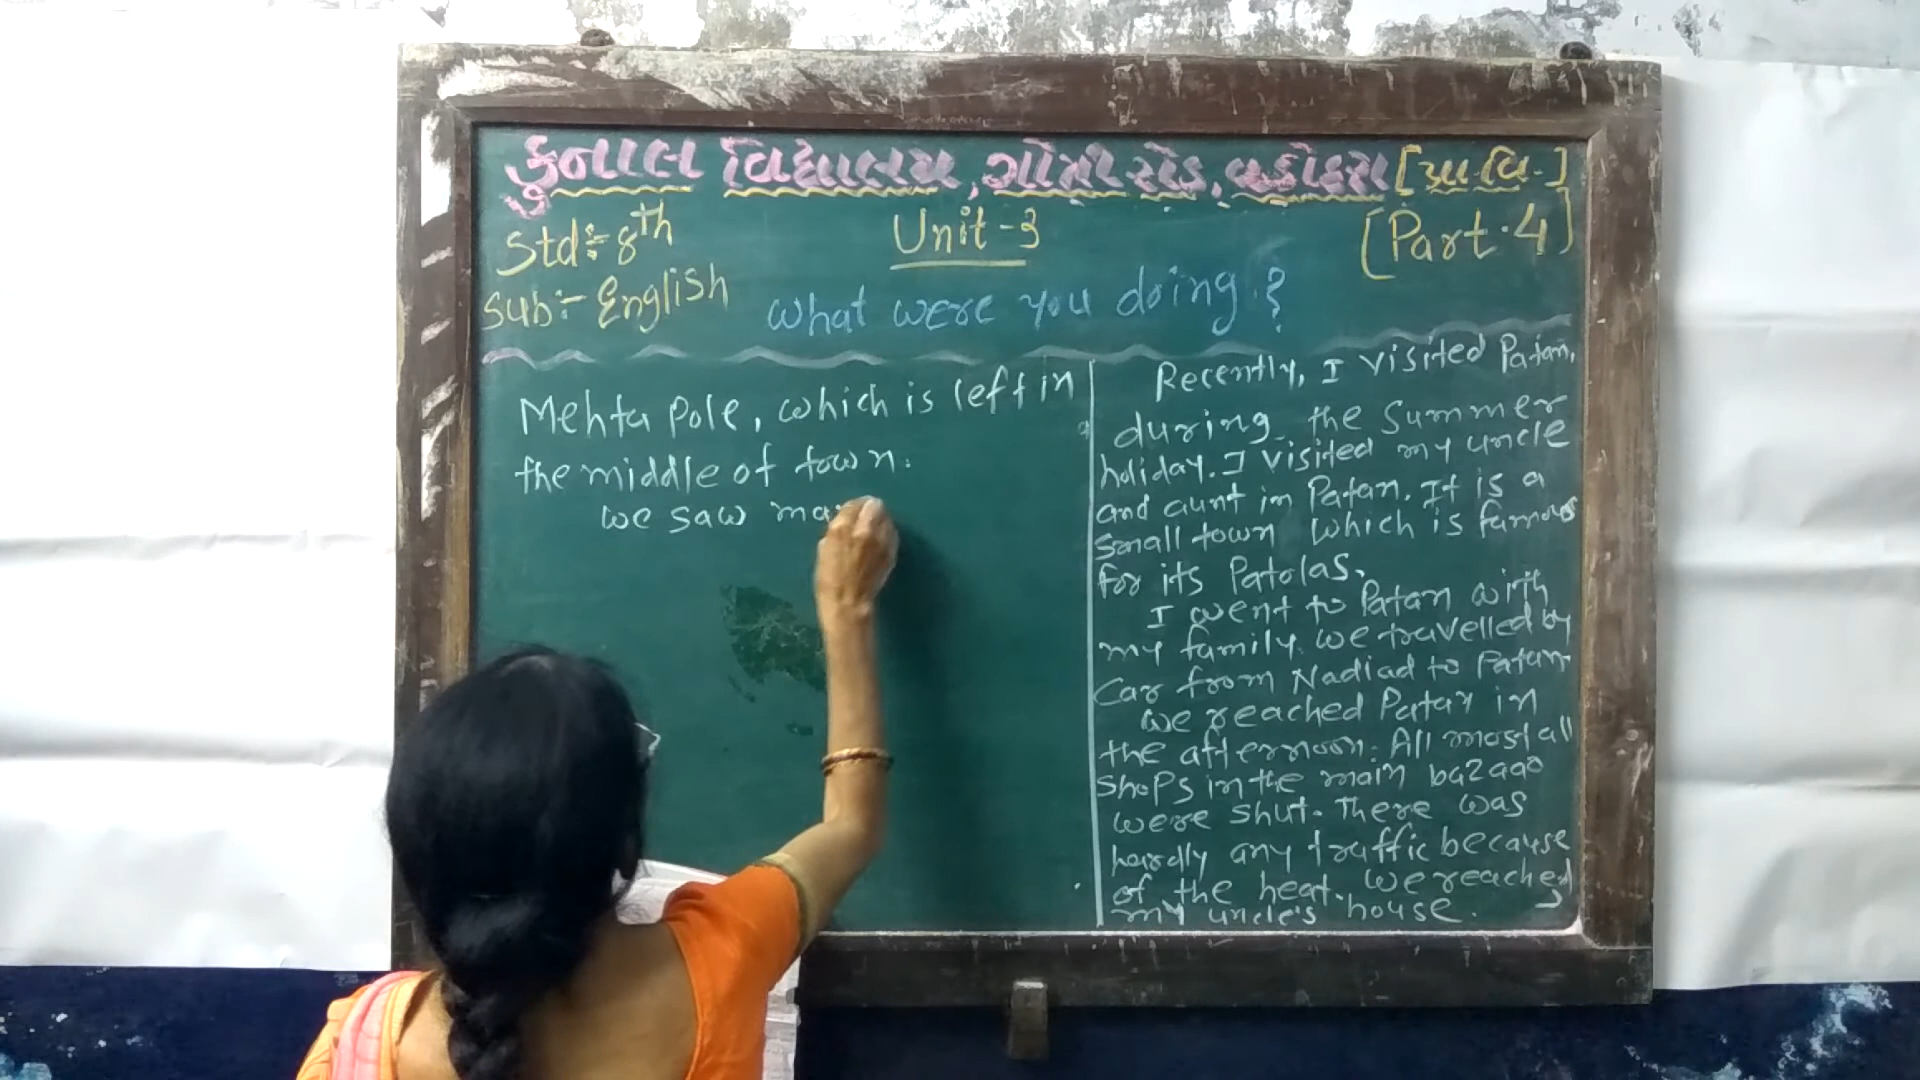 કુનાલ વિદ્યાલય, ગોત્રી રોડ, વડોદરા [મા.વિ.]
Std:- 8th
Unit-3
[Part.4]
Sub:- English
What were you doing?
Mehta Pole, which is left in
the middle of town.
we saw
Recently, I visited Patan,
during the Summer
holiday. I visited my uncle
and aunt in Patan. It is a
Small town which is famous
for its Patolas.
I went to Patan with
my family. we travelled by
Car from Nadiad to Patan.
We reached Patan in
the afternoon. All most all
Shops in the main
were shut. There was
hardly any traffic because
of the heat. We reached
my uncle's house.